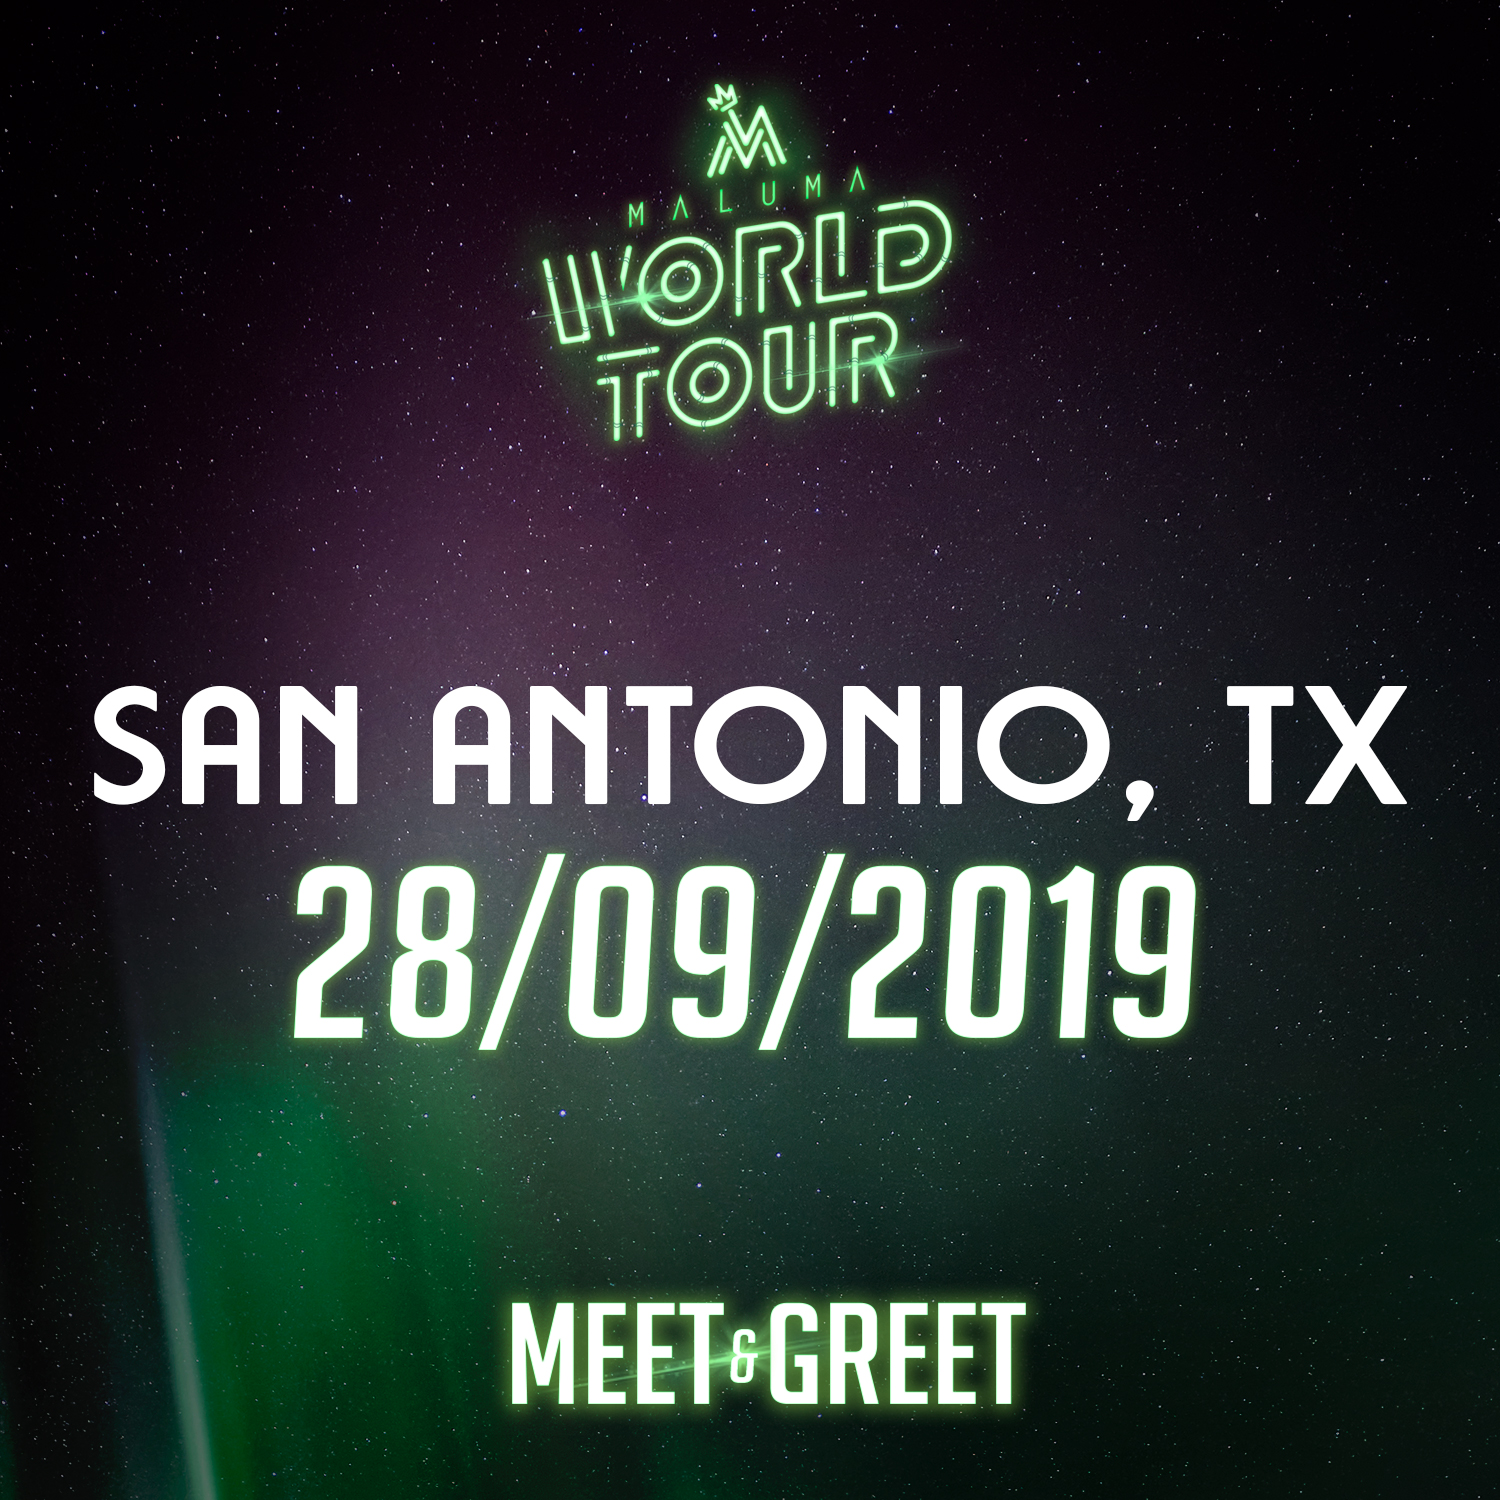 M
MALUMA
WORLD
TOUR
SAN ANTONIO, TX
28/09/2019
MEET & GREET